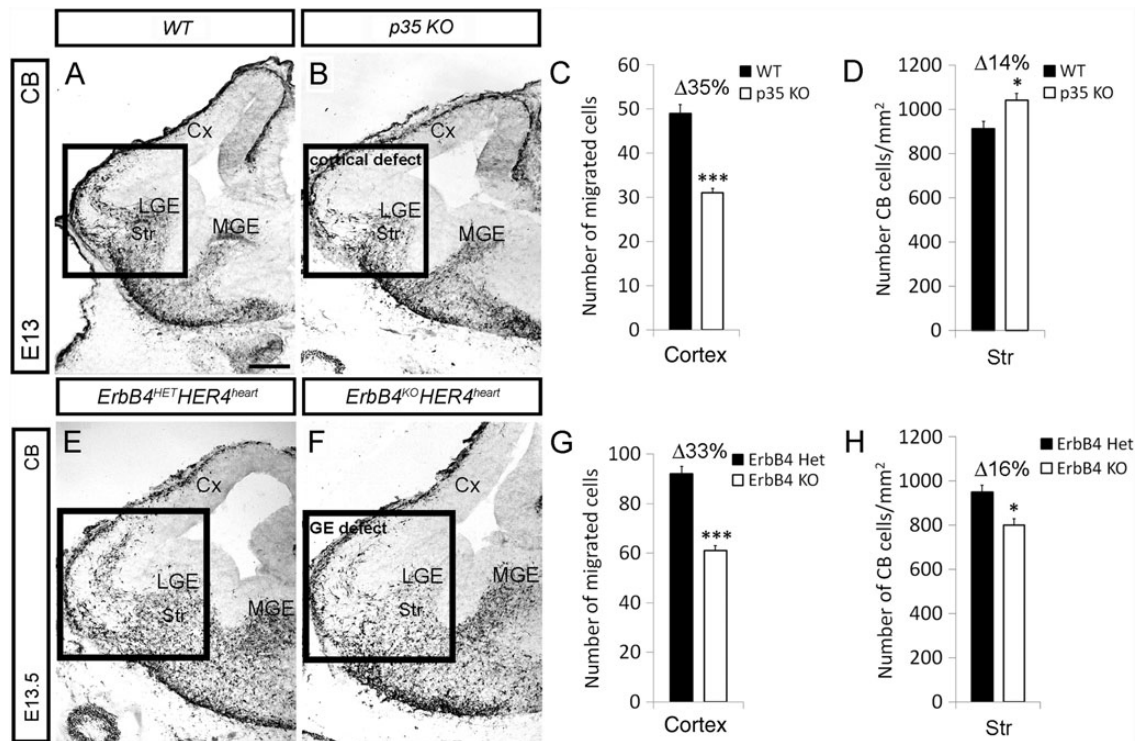 WT
p35 KO
CB
E13
A
Cx
LGE
Str
MGE
B
Cx
cortical defect
LGE
Str
MGE
C
60
50
40
30
20
10
0
Number of migrated cells
Δ35%
***
WT
p35 KO
Cortex
D
1200
1000
800
600
400
200
0
Number CB cells/mm²
Δ14%
*
WT
p35 KO
Str
ErbB4ᴴᴱᵀHER4ʰᵉᵃʳᵗ
ErbB4ᴷᴼHER4ʰᵉᵃʳᵗ
CB
E13.5
E
Cx
LGE
Str
MGE
F
Cx
GE defect
LGE
Str
MGE
G
100
80
60
40
20
0
Number of migrated cells
Δ33%
***
ErbB4 Het
ErbB4 KO
Cortex
H
1200
1000
800
600
400
200
0
Number of CB cells/mm²
Δ16%
*
ErbB4 Het
ErbB4 KO
Str